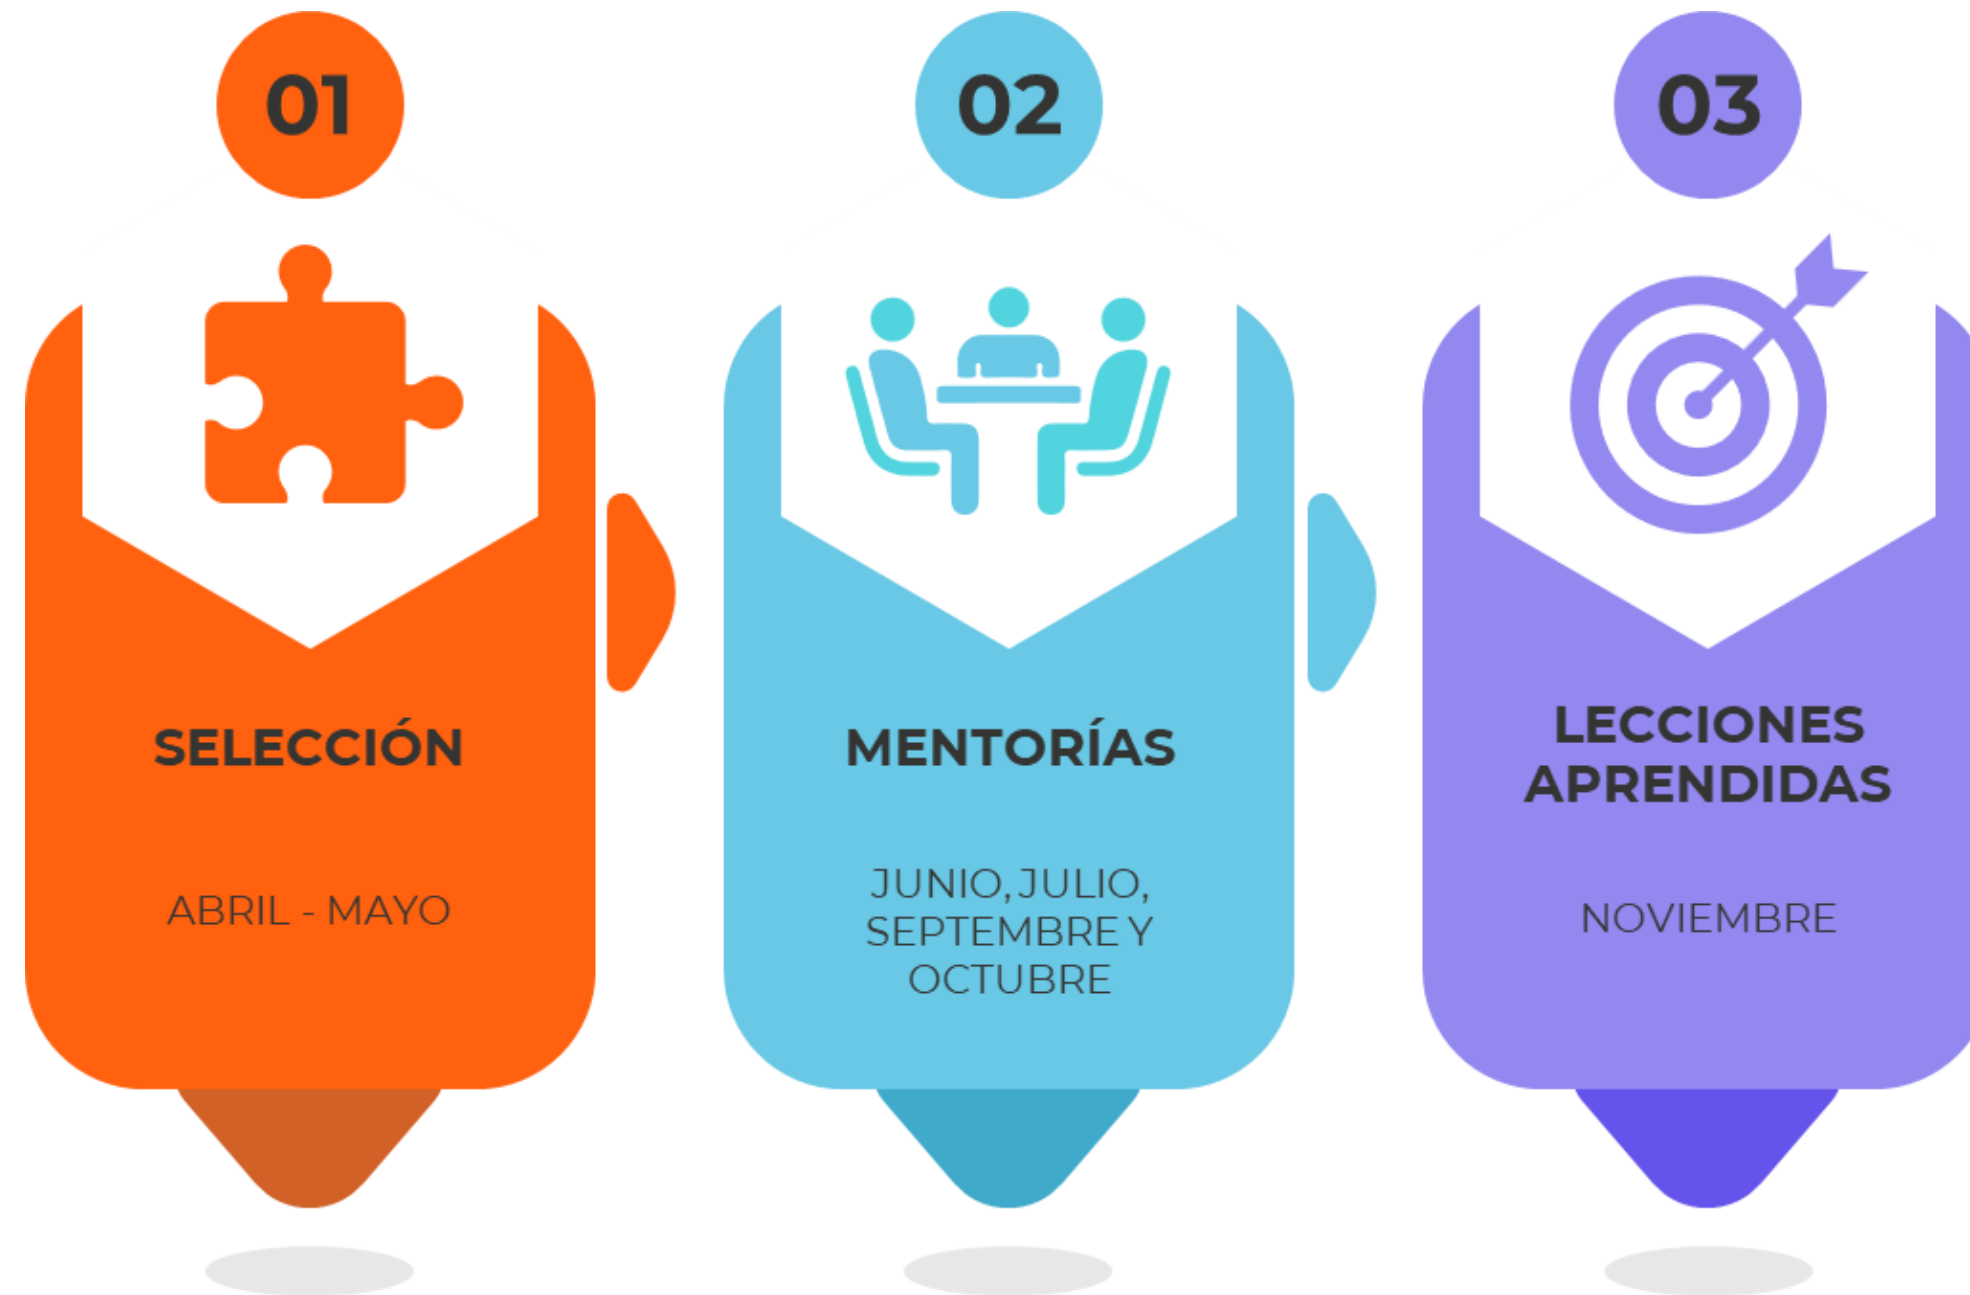 01
SELECCIÓN
ABRIL - MAYO
02
MENTORÍAS
JUNIO, JULIO,
SEPTEMBRE Y
OCTUBRE
03
LECCIONES
APRENDIDAS
NOVIEMBRE